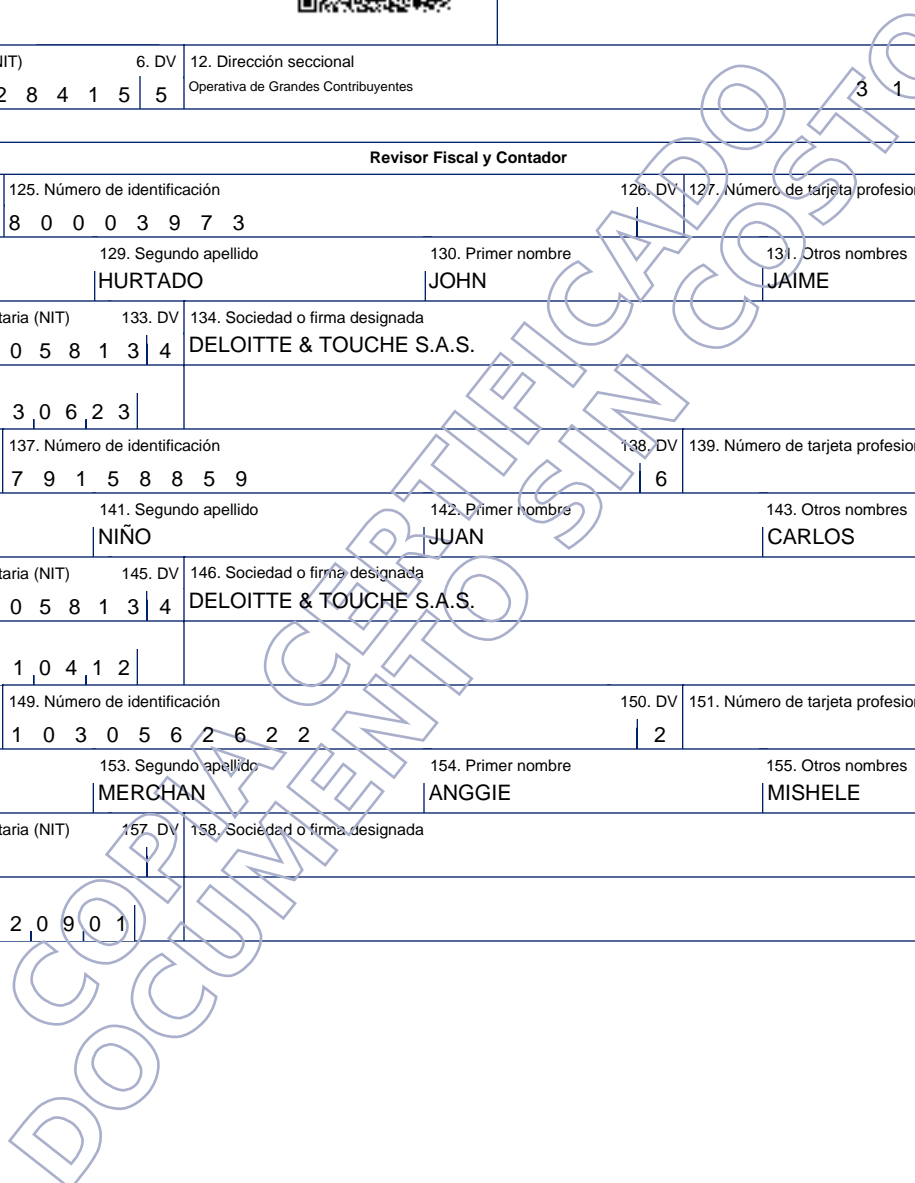 IT) 6. DV 12. Dirección seccional
2 8 4 1 5 5 Operativa de Grandes Contribuyentes 3 1
Revisor Fiscal y Contador
125. Número de identificación 126. DV 127. Número de tarjeta profesion
8 0 0 0 3 9 7 3
129. Segundo apellido 130. Primer nombre 131. Otros nombres
HURTADO JOHN JAIME
taria (NIT) 133. DV 134. Sociedad o firma designada
0 5 8 1 3 4 DELOITTE & TOUCHE S.A.S.
3 0 6 2 3
137. Número de identificación 138. DV 139. Número de tarjeta profesion
7 9 1 5 8 8 5 9 6
141. Segundo apellido 142. Primer nombre 143. Otros nombres
NIÑO JUAN CARLOS
taria (NIT) 145. DV 146. Sociedad o firma designada
0 5 8 1 3 4 DELOITTE & TOUCHE S.A.S.
1 0 4 1 2
149. Número de identificación 150. DV 151. Número de tarjeta profesion
1 0 3 0 5 6 2 6 2 2 2
153. Segundo apellido 154. Primer nombre 155. Otros nombres
MERCHAN ANGGIE MISHELE
taria (NIT) 157. DV 158. Sociedad o firma designada
2 0 9 0 1
COPIA CERTIFICADO
DOCUMENTO SIN COSTO